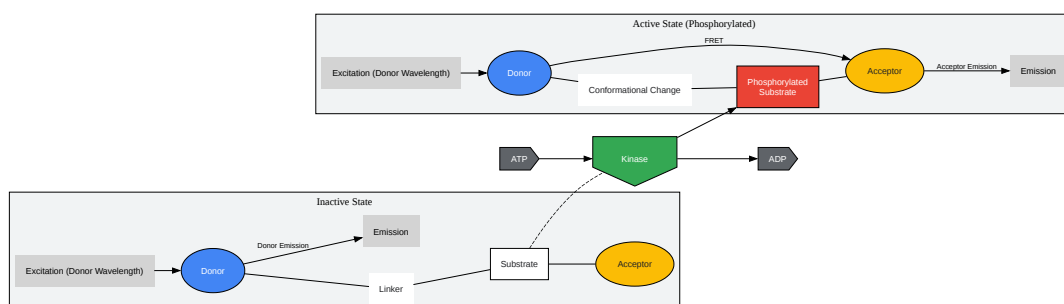 Active State (Phosphorylated)
FRET
Excitation (Donor Wavelength)
Donor
Conformational Change
Phosphorylated
Substrate
Acceptor
Acceptor Emission
Emission
ATP
Kinase
ADP
Inactive State
Excitation (Donor Wavelength)
Donor
Donor Emission
Emission
Linker
Substrate
Acceptor